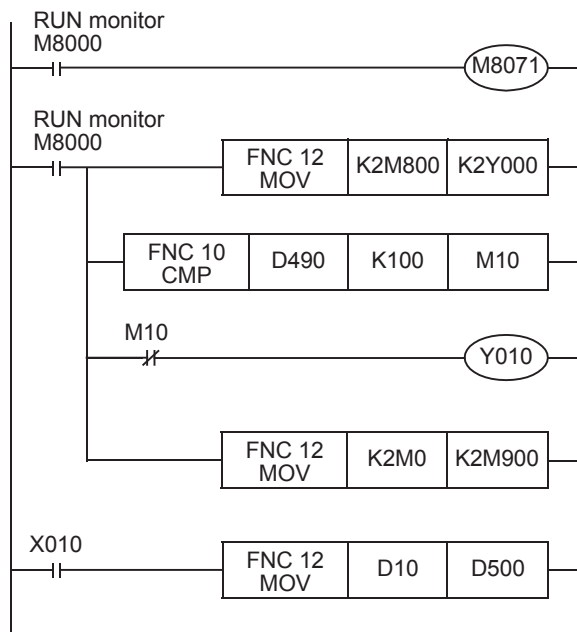 RUN monitor
M8000
M8071
RUN monitor
M8000
FNC 12
MOV
K2M800
K2Y000
FNC 10
CMP
D490
K100
M10
M10
Y010
FNC 12
MOV
K2M0
K2M900
X010
FNC 12
MOV
D10
D500